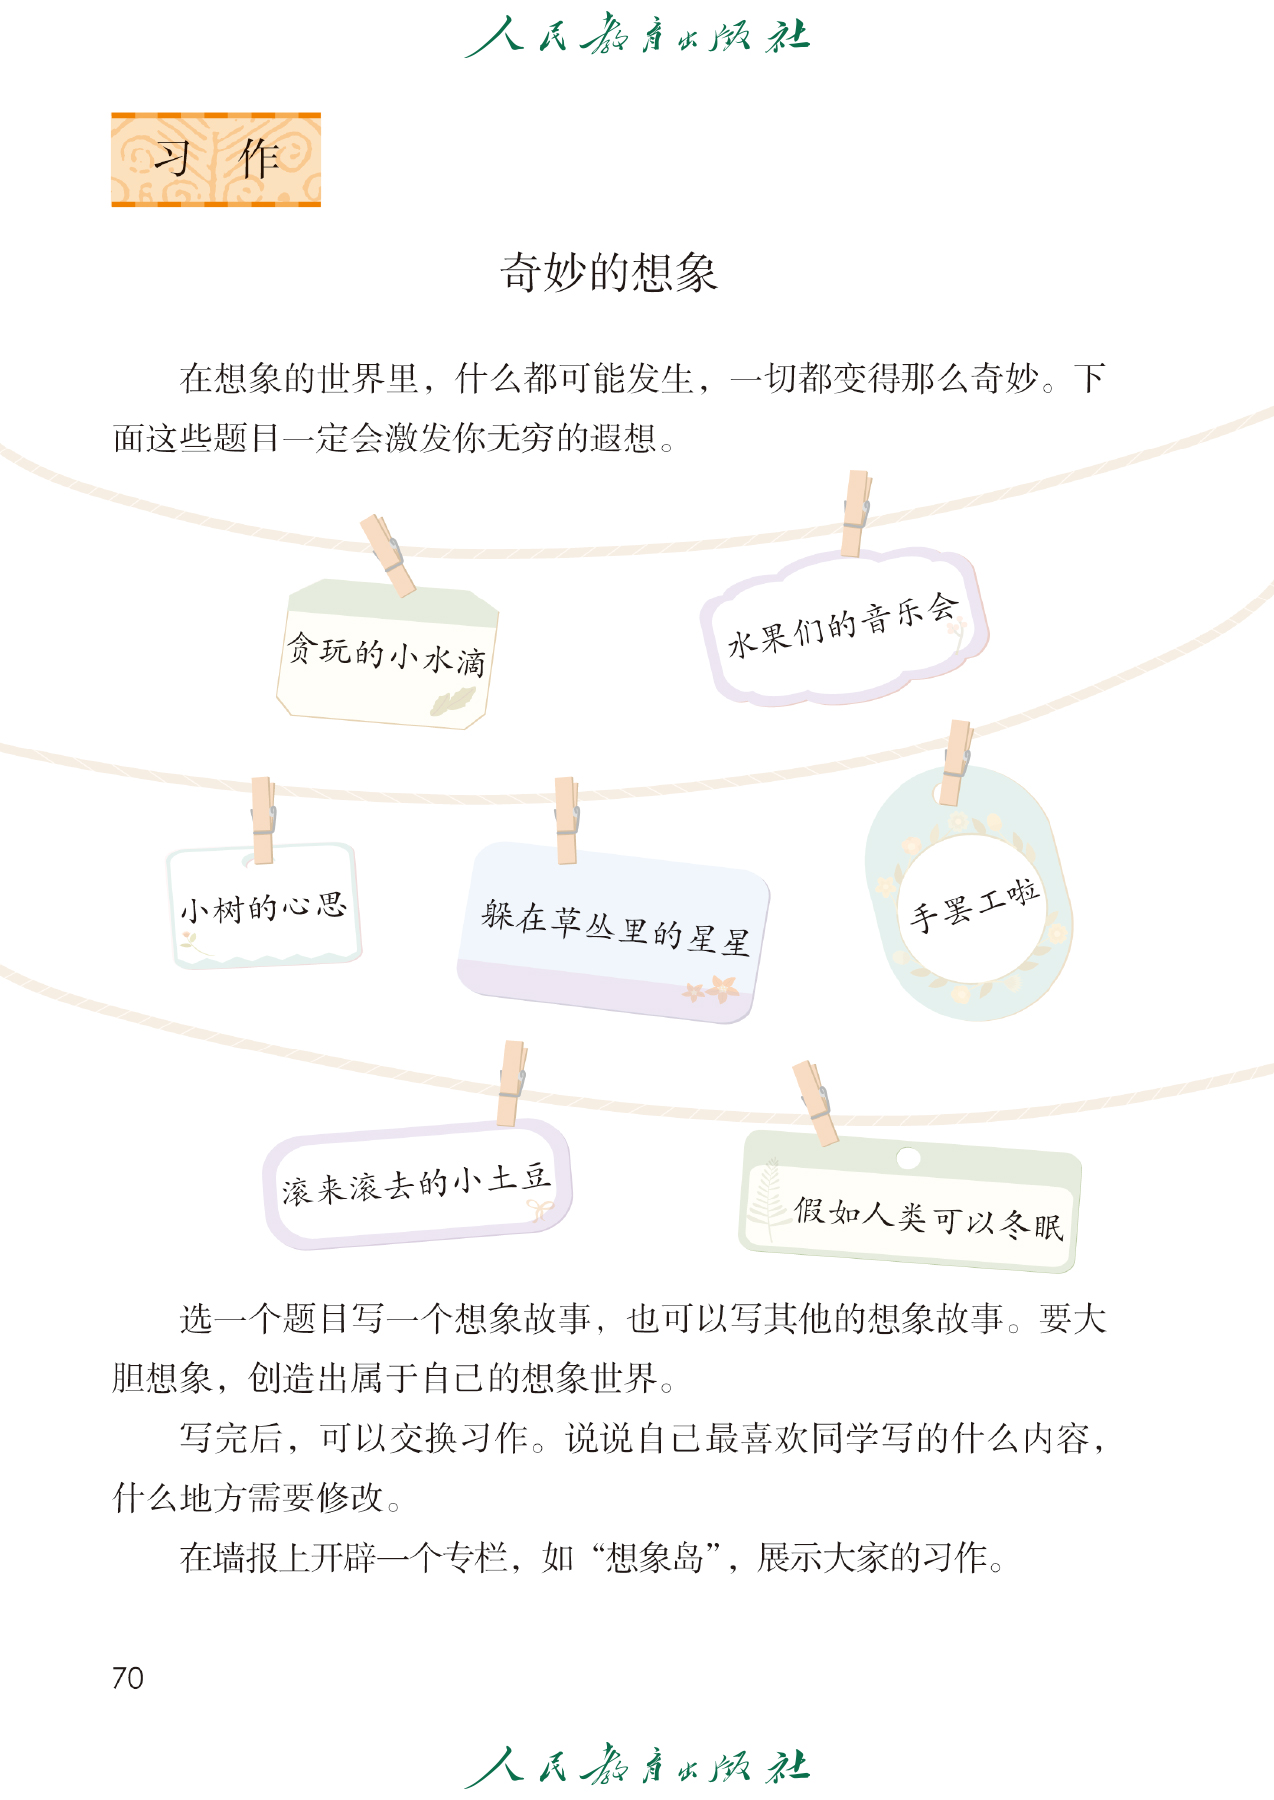 人民教育出版社
习 作
奇妙的想象
在想象的世界里，什么都可能发生，一切都变得那么奇妙。下
面这些题目一定会激发你无穷的遐想。
贪玩的小水滴
水果们的音乐会
小树的心思
躲在草丛里的星星
手罢工啦
滚来滚去的小土豆
假如人类可以冬眠
选一个题目写一个想象故事，也可以写其他的想象故事。要大
胆想象，创造出属于自己的想象世界。
写完后，可以交换习作。说说自己最喜欢同学写的什么内容，
什么地方需要修改。
在墙报上开辟一个专栏，如“想象岛”，展示大家的习作。
70
人民教育出版社